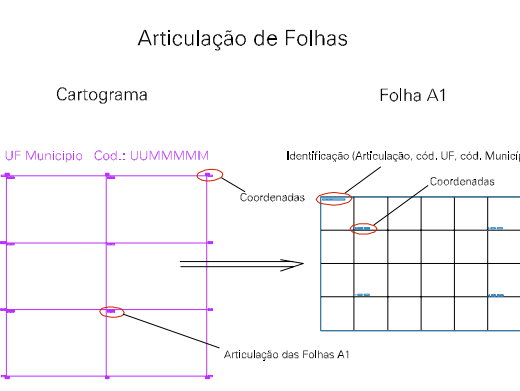 Articulação de Folhas
Cartograma
Folha A1
UF Municipio Cod.: UUMMMMM
Identificação (Articulação, cód. UF, cód.
Coordenadas
Coordenadas
Articulação das Folhas A1